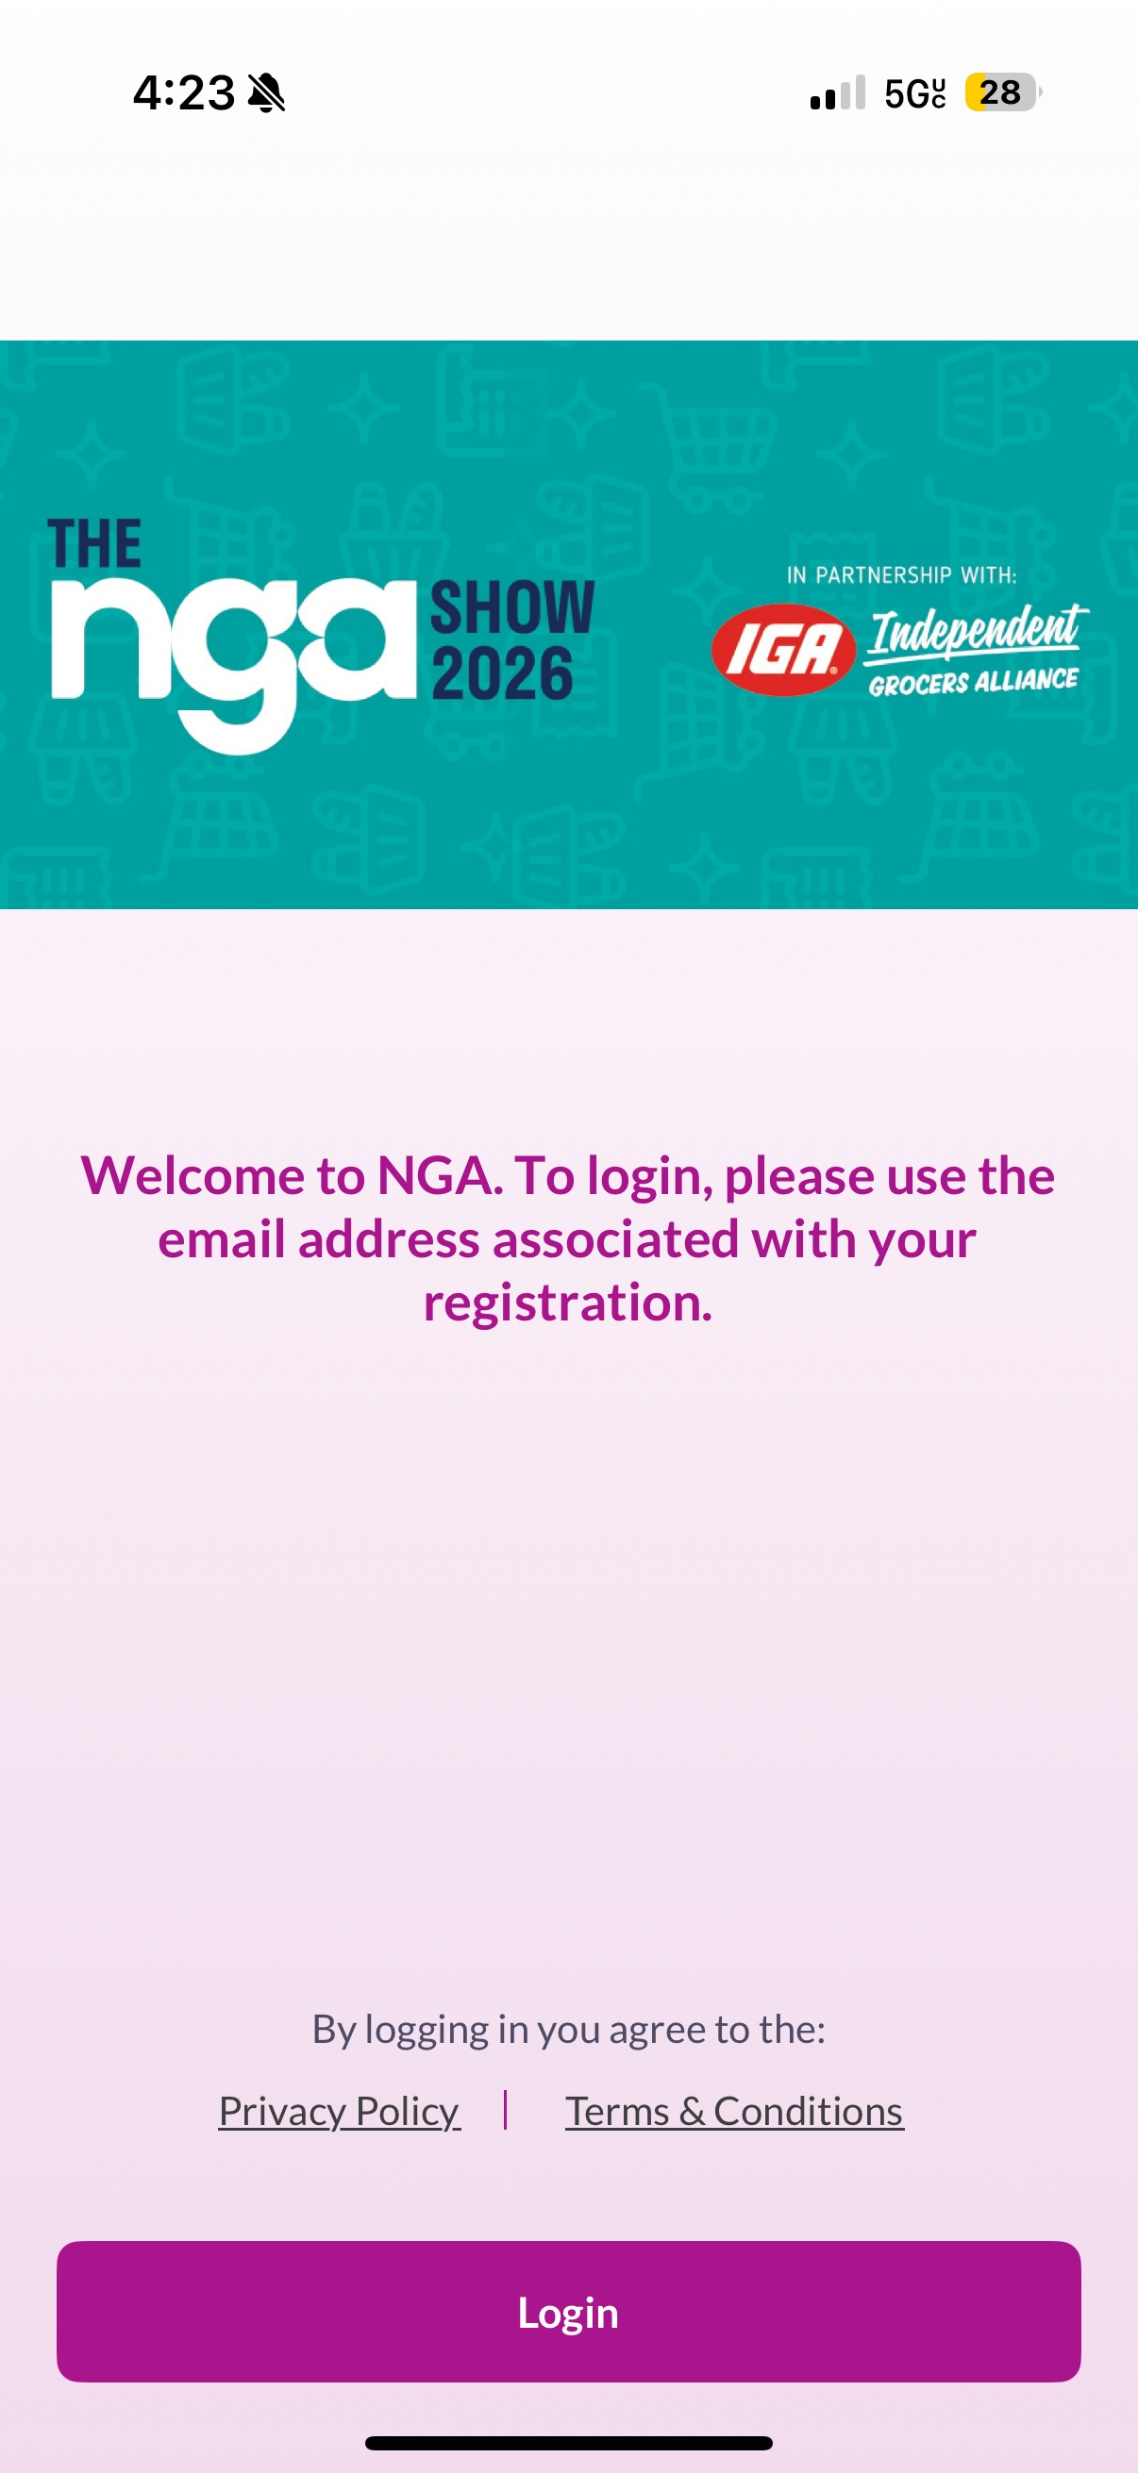 4:23
5GUC 28
THE
nga SHOW
2026
IN PARTNERSHIP WITH:
IGA® Independent
GROCERS ALLIANCE
Welcome to NGA. To login, please use the
email address associated with your
registration.
By logging in you agree to the:
Privacy Policy | Terms & Conditions
Login